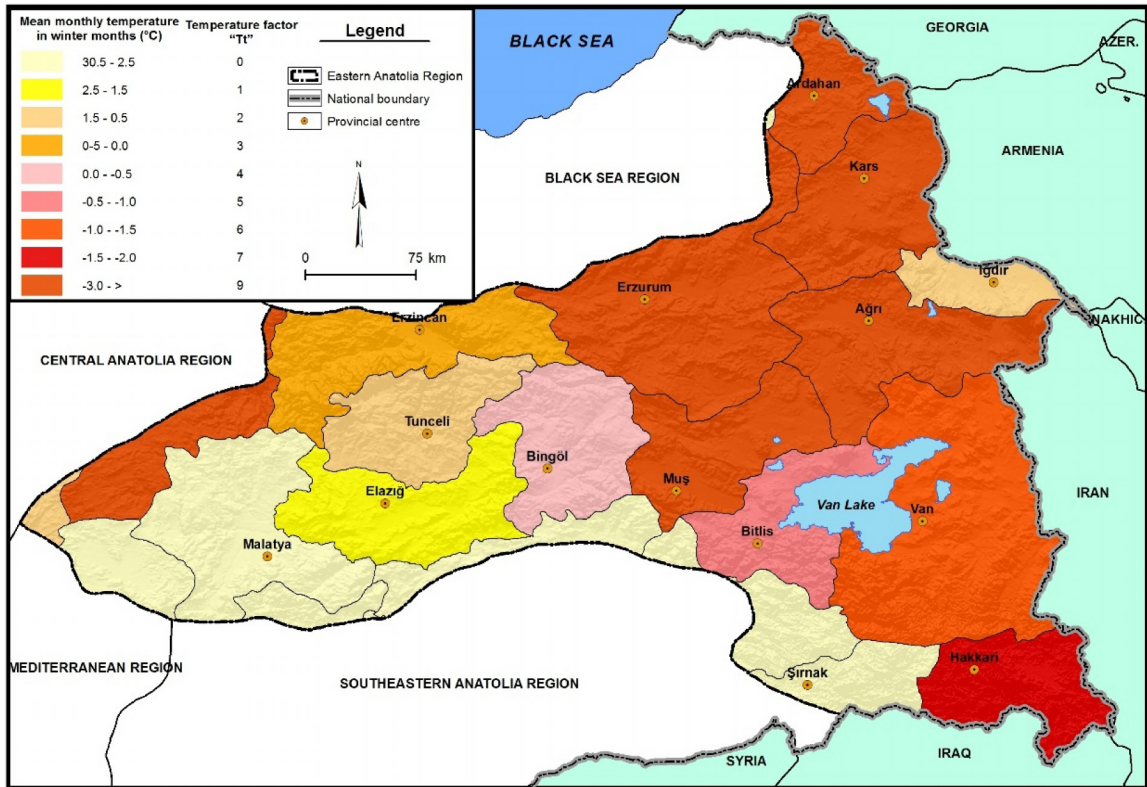 Mean monthly temperature Temperature factor
in winter months (°C) “Tt”
30.5 - 2.5 0
2.5 - 1.5 1
1.5 - 0.5 2
0-5 - 0.0 3
0.0 - -0.5 4
-0.5 - -1.0 5
-1.0 - -1.5 6
-1.5 - -2.0 7
-3.0 - > 9
Legend
Eastern Anatolia Region
National boundary
Provincial centre
N
0 75 km
BLACK SEA
GEORGIA
AZER.
Ardahan
ARMENIA
Kars
BLACK SEA REGION
Iğdır
Erzurum
Ağrı
Erzincan
NAKHIC.
CENTRAL ANATOLIA REGION
Tunceli
Bingöl
Elazığ
Muş
IRAN
Van Lake
Van
Bitlis
Malatya
MEDITERRANEAN REGION
SOUTHEASTERN ANATOLIA REGION
Hakkari
Şırnak
SYRIA
IRAQ